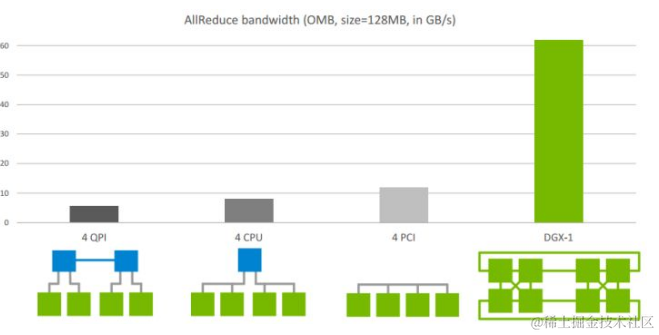 AllReduce bandwidth (OMB, size=128MB, in GB/s)
60
50
40
30
20
10
0
4 QPI
4 CPU
4 PCI
DGX-1
@稀土掘金技术社区